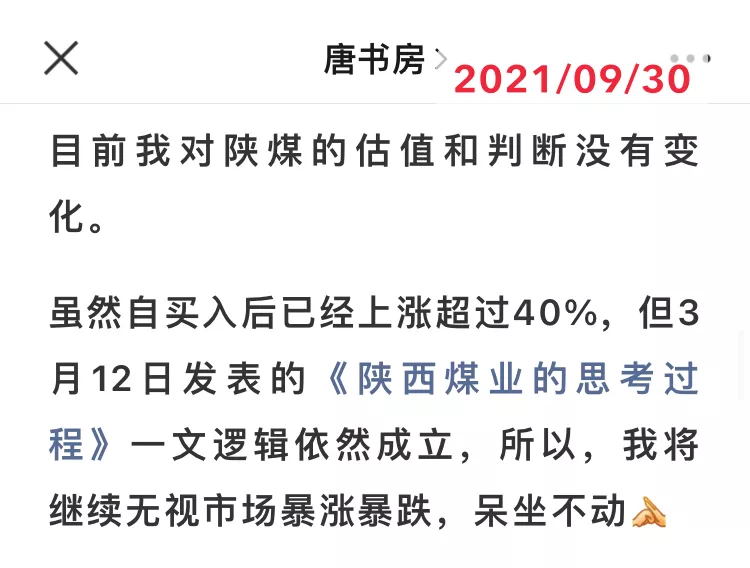 唐书房
2021/09/30
目前我对陕煤的估值和判断没有变
化。
虽然自买入后已经上涨超过40%，但3
月12日发表的《陕西煤业的思考过
程》一文逻辑依然成立，所以，我将
继续无视市场暴涨暴跌，呆坐不动